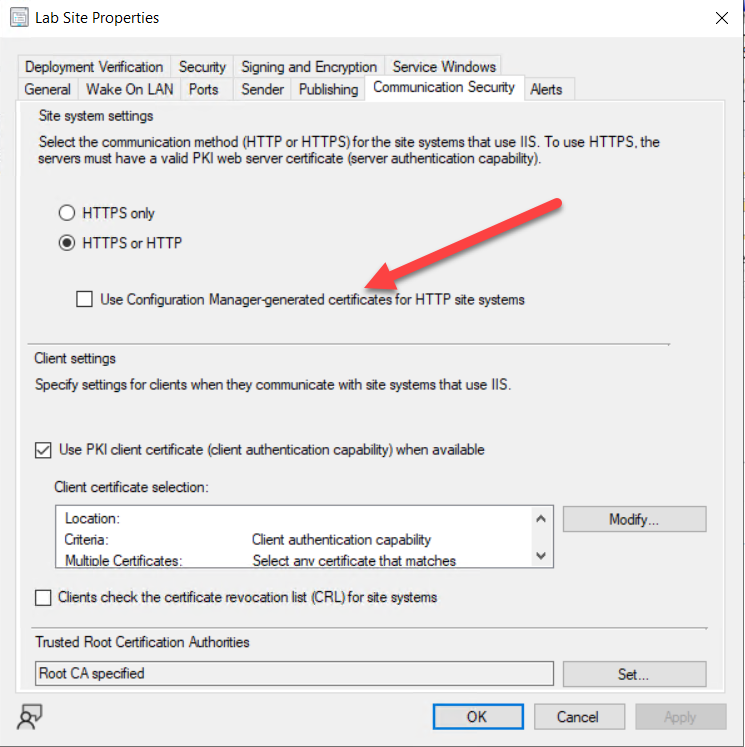 Lab Site Properties
Deployment Verification Security Signing and Encryption Service Windows
General Wake On LAN Ports Sender Publishing Communication Security Alerts
Site system settings
Select the communication method (HTTP or HTTPS) for the site systems that use IIS. To use HTTPS, the
servers must have a valid PKI web server certificate (server authentication capability).
HTTPS only
HTTPS or HTTP
Use Configuration Manager-generated certificates for HTTP site systems
Client settings
Specify settings for clients when they communicate with site systems that use IIS.
Use PKI client certificate (client authentication capability) when available
Client certificate selection:
Location:
Modify...
Criteria: Client authentication capability
Multiple Certificates: Select any certificate that matches
Clients check the certificate revocation list (CRL) for site systems
Trusted Root Certification Authorities
Root CA specified Set...
OK Cancel Apply